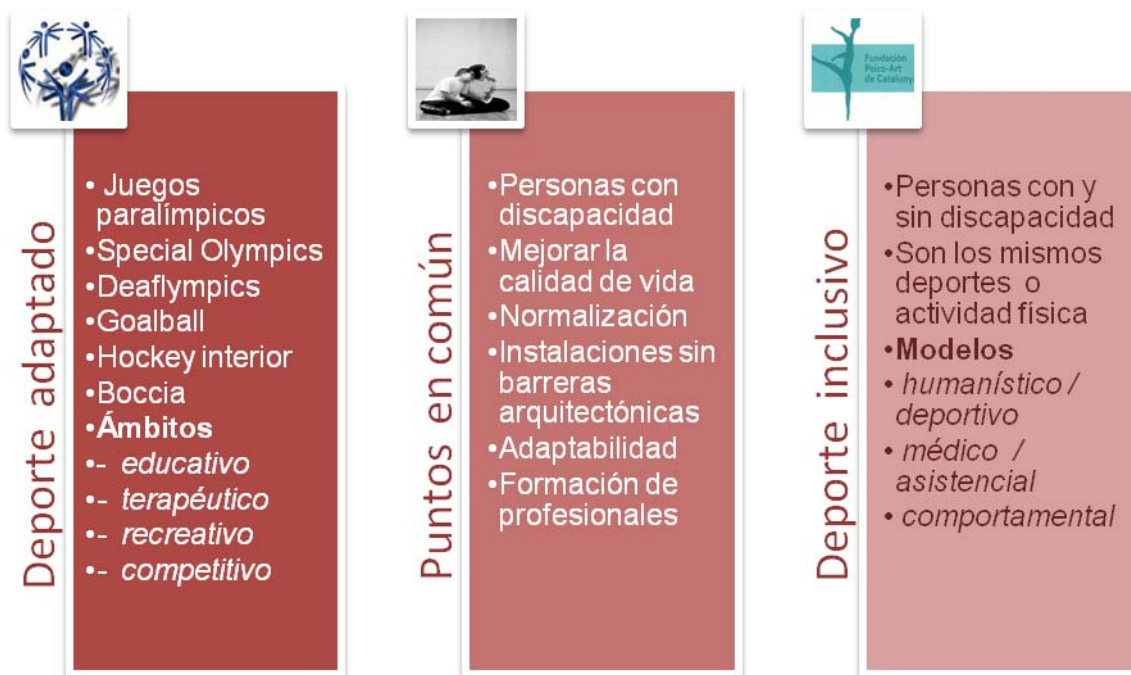 Deporte adaptado
• Juegos
paralímpicos
•Special Olympics
•Deaflympics
•Goalball
•Hockey interior
•Boccia
•Ámbitos
•- educativo
•- terapéutico
•- recreativo
•- competitivo
Puntos en común
•Personas con
discapacidad
•Mejorar la
calidad de vida
•Normalización
•Instalaciones sin
barreras
arquitectónicas
•Adaptabilidad
•Formación de
profesionales
Fundación
Psico-Art
de Cataluny
Deporte inclusivo
•Personas con y
sin discapacidad
•Son los mismos
deportes o
actividad física
•Modelos
• humanístico /
deportivo
• médico /
asistencial
• comportamental